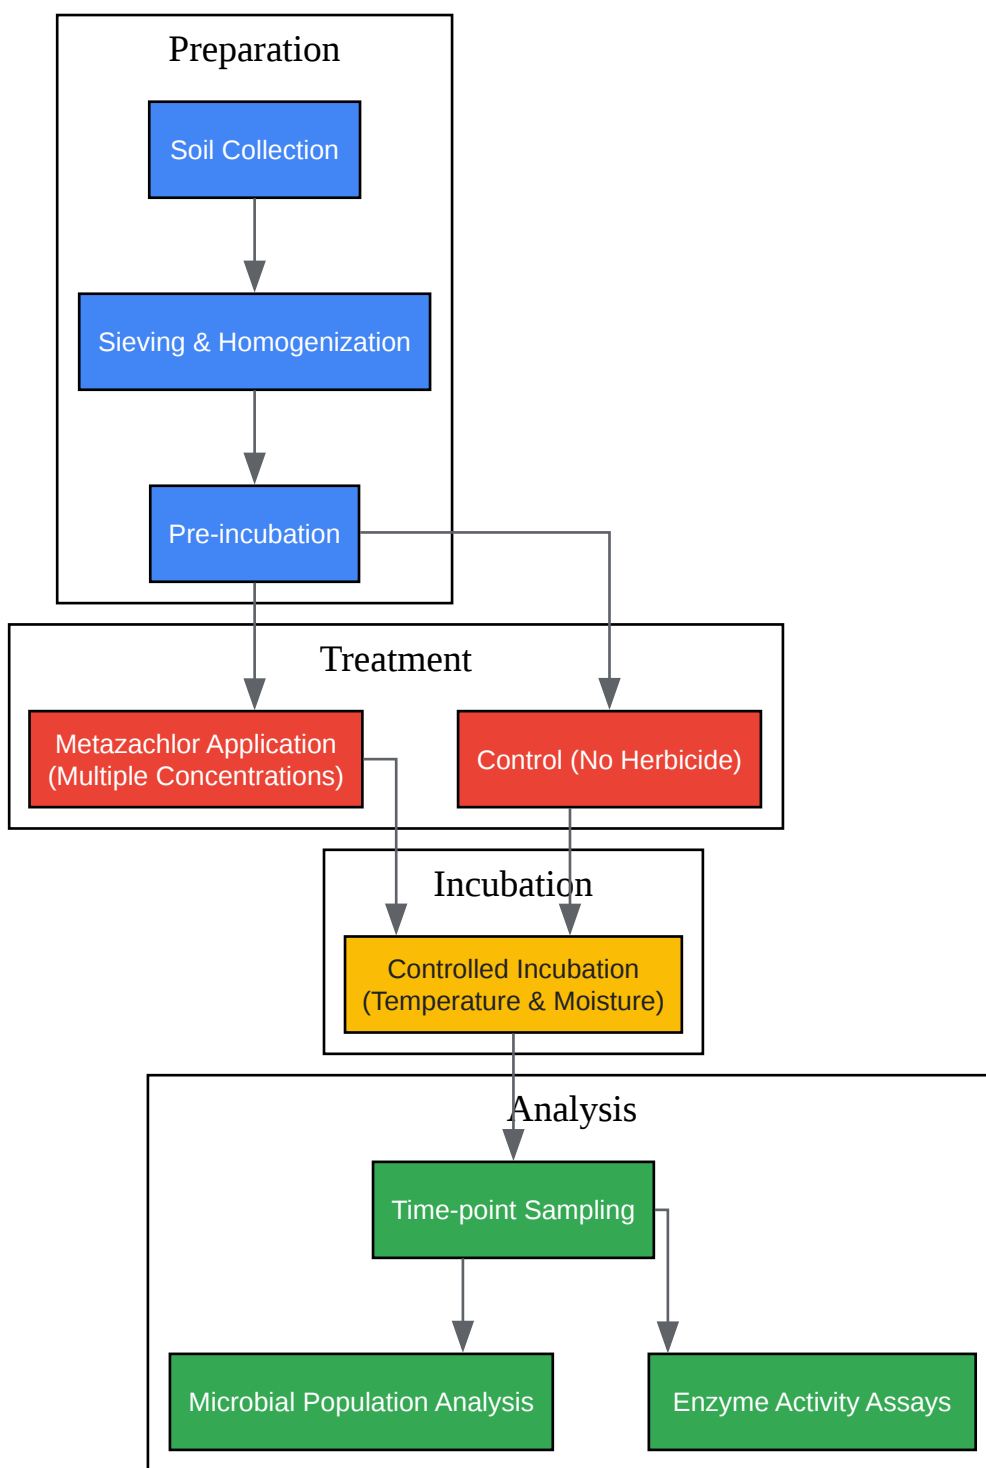 Preparation
Soil Collection
Sieving & Homogenization
Pre-incubation
Treatment
Metazachlor Application
(Multiple Concentrations)
Control (No Herbicide)
Incubation
Controlled Incubation
(Temperature & Moisture)
Analysis
Time-point Sampling
Microbial Population Analysis
Enzyme Activity Assays